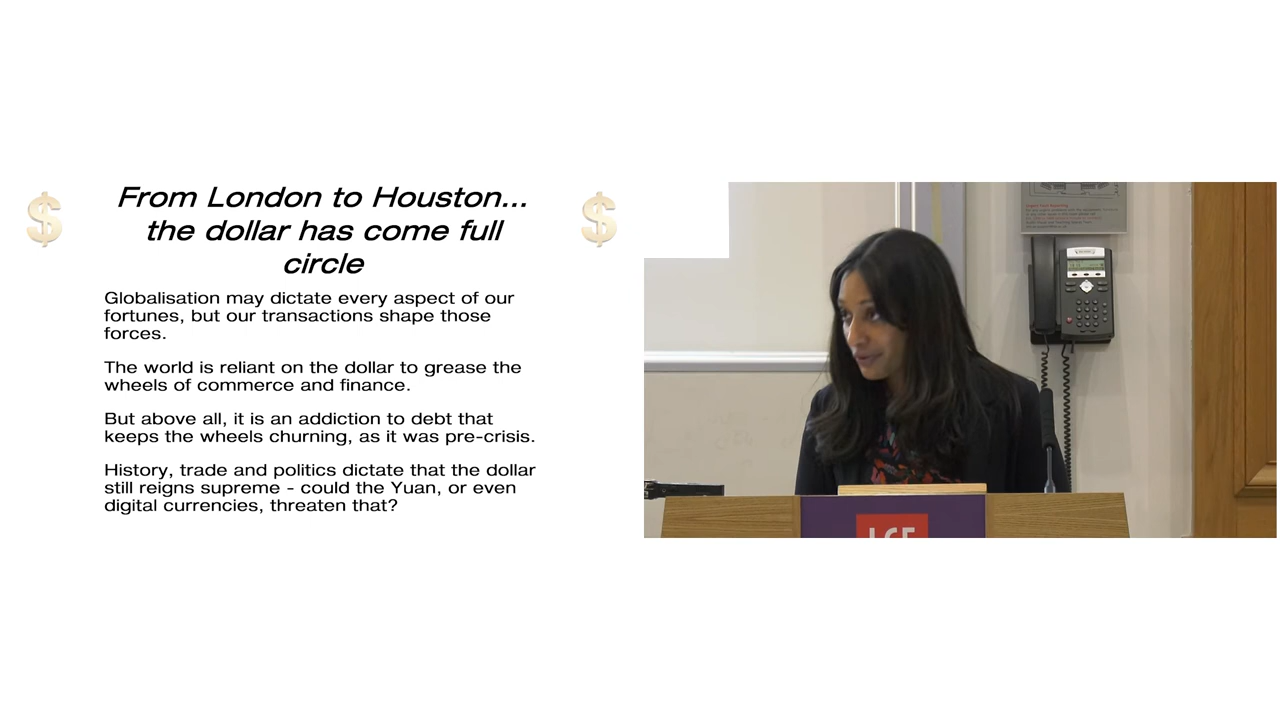 From London to Houston...
the dollar has come full
circle
Globalisation may dictate every aspect of our
fortunes, but our transactions shape those
forces.
The world is reliant on the dollar to grease the
wheels of commerce and finance.
But above all, it is an addiction to debt that
keeps the wheels churning, as it was pre-crisis.
History, trade and politics dictate that the dollar
still reigns supreme - could the Yuan, or even
digital currencies, threaten that?
LSE